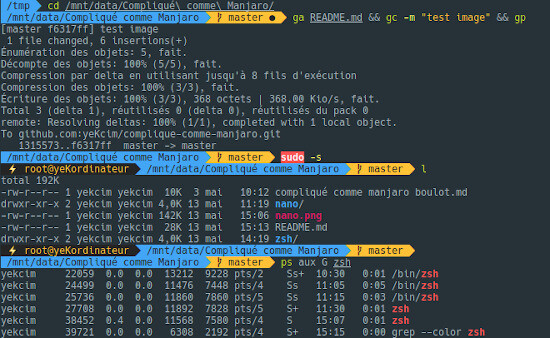 /tmp cd /mnt/data/Compliqué\ comme\ Manjaro/
/mnt/data/Compliqué comme Manjaro master ● ga README.md && gc -m "test image" && gp
[master f6317ff] test image
1 file changed, 6 insertions(+)
Énumération des objets: 5, fait.
Décompte des objets: 100% (5/5), fait.
Compression par delta en utilisant jusqu'à 8 fils d'exécution
Compression des objets: 100% (3/3), fait.
Écriture des objets: 100% (3/3), 368 octets | 368.00 Kio/s, fait.
Total 3 (delta 1), réutilisés 0 (delta 0), réutilisés du pack 0
remote: Resolving deltas: 100% (1/1), completed with 1 local object.
To github.com:yeKcim/complique-comme-manjaro.git
1315573..f6317ff master -> master
/mnt/data/Compliqué comme Manjaro master sudo -s
⚡ root@yeKordinateur /mnt/data/Compliqué comme Manjaro master l
total 192K
-rw-r--r-- 1 yekcim yekcim 10K 3 mai 10:12 compliqué comme manjaro boulot.md
drwxr-xr-x 2 yekcim yekcim 4,0K 13 mai 11:19 nano/
-rw-r--r-- 1 yekcim yekcim 142K 13 mai 15:06 nano.png
-rw-r--r-- 1 yekcim yekcim 28K 13 mai 15:13 README.md
drwxr-xr-x 2 yekcim yekcim 4,0K 13 mai 14:19 zsh/
⚡ root@yeKordinateur /mnt/data/Compliqué comme Manjaro master
/mnt/data/Compliqué comme Manjaro master ps aux G zsh
yekcim 22059 0.0 0.0 13212 9228 pts/2 Ss+ 10:30 0:01 /bin/zsh
yekcim 24499 0.0 0.0 11476 7448 pts/4 Ss 11:05 0:05 /bin/zsh
yekcim 25736 0.0 0.0 11860 7860 pts/5 Ss 11:15 0:03 /bin/zsh
yekcim 27708 0.0 0.0 11892 7828 pts/5 S+ 11:30 0:01 zsh
yekcim 38452 0.4 0.0 11568 7580 pts/4 S 15:07 0:01 zsh
yekcim 39721 0.0 0.0 6308 2192 pts/4 S+ 15:15 0:00 grep --color zsh